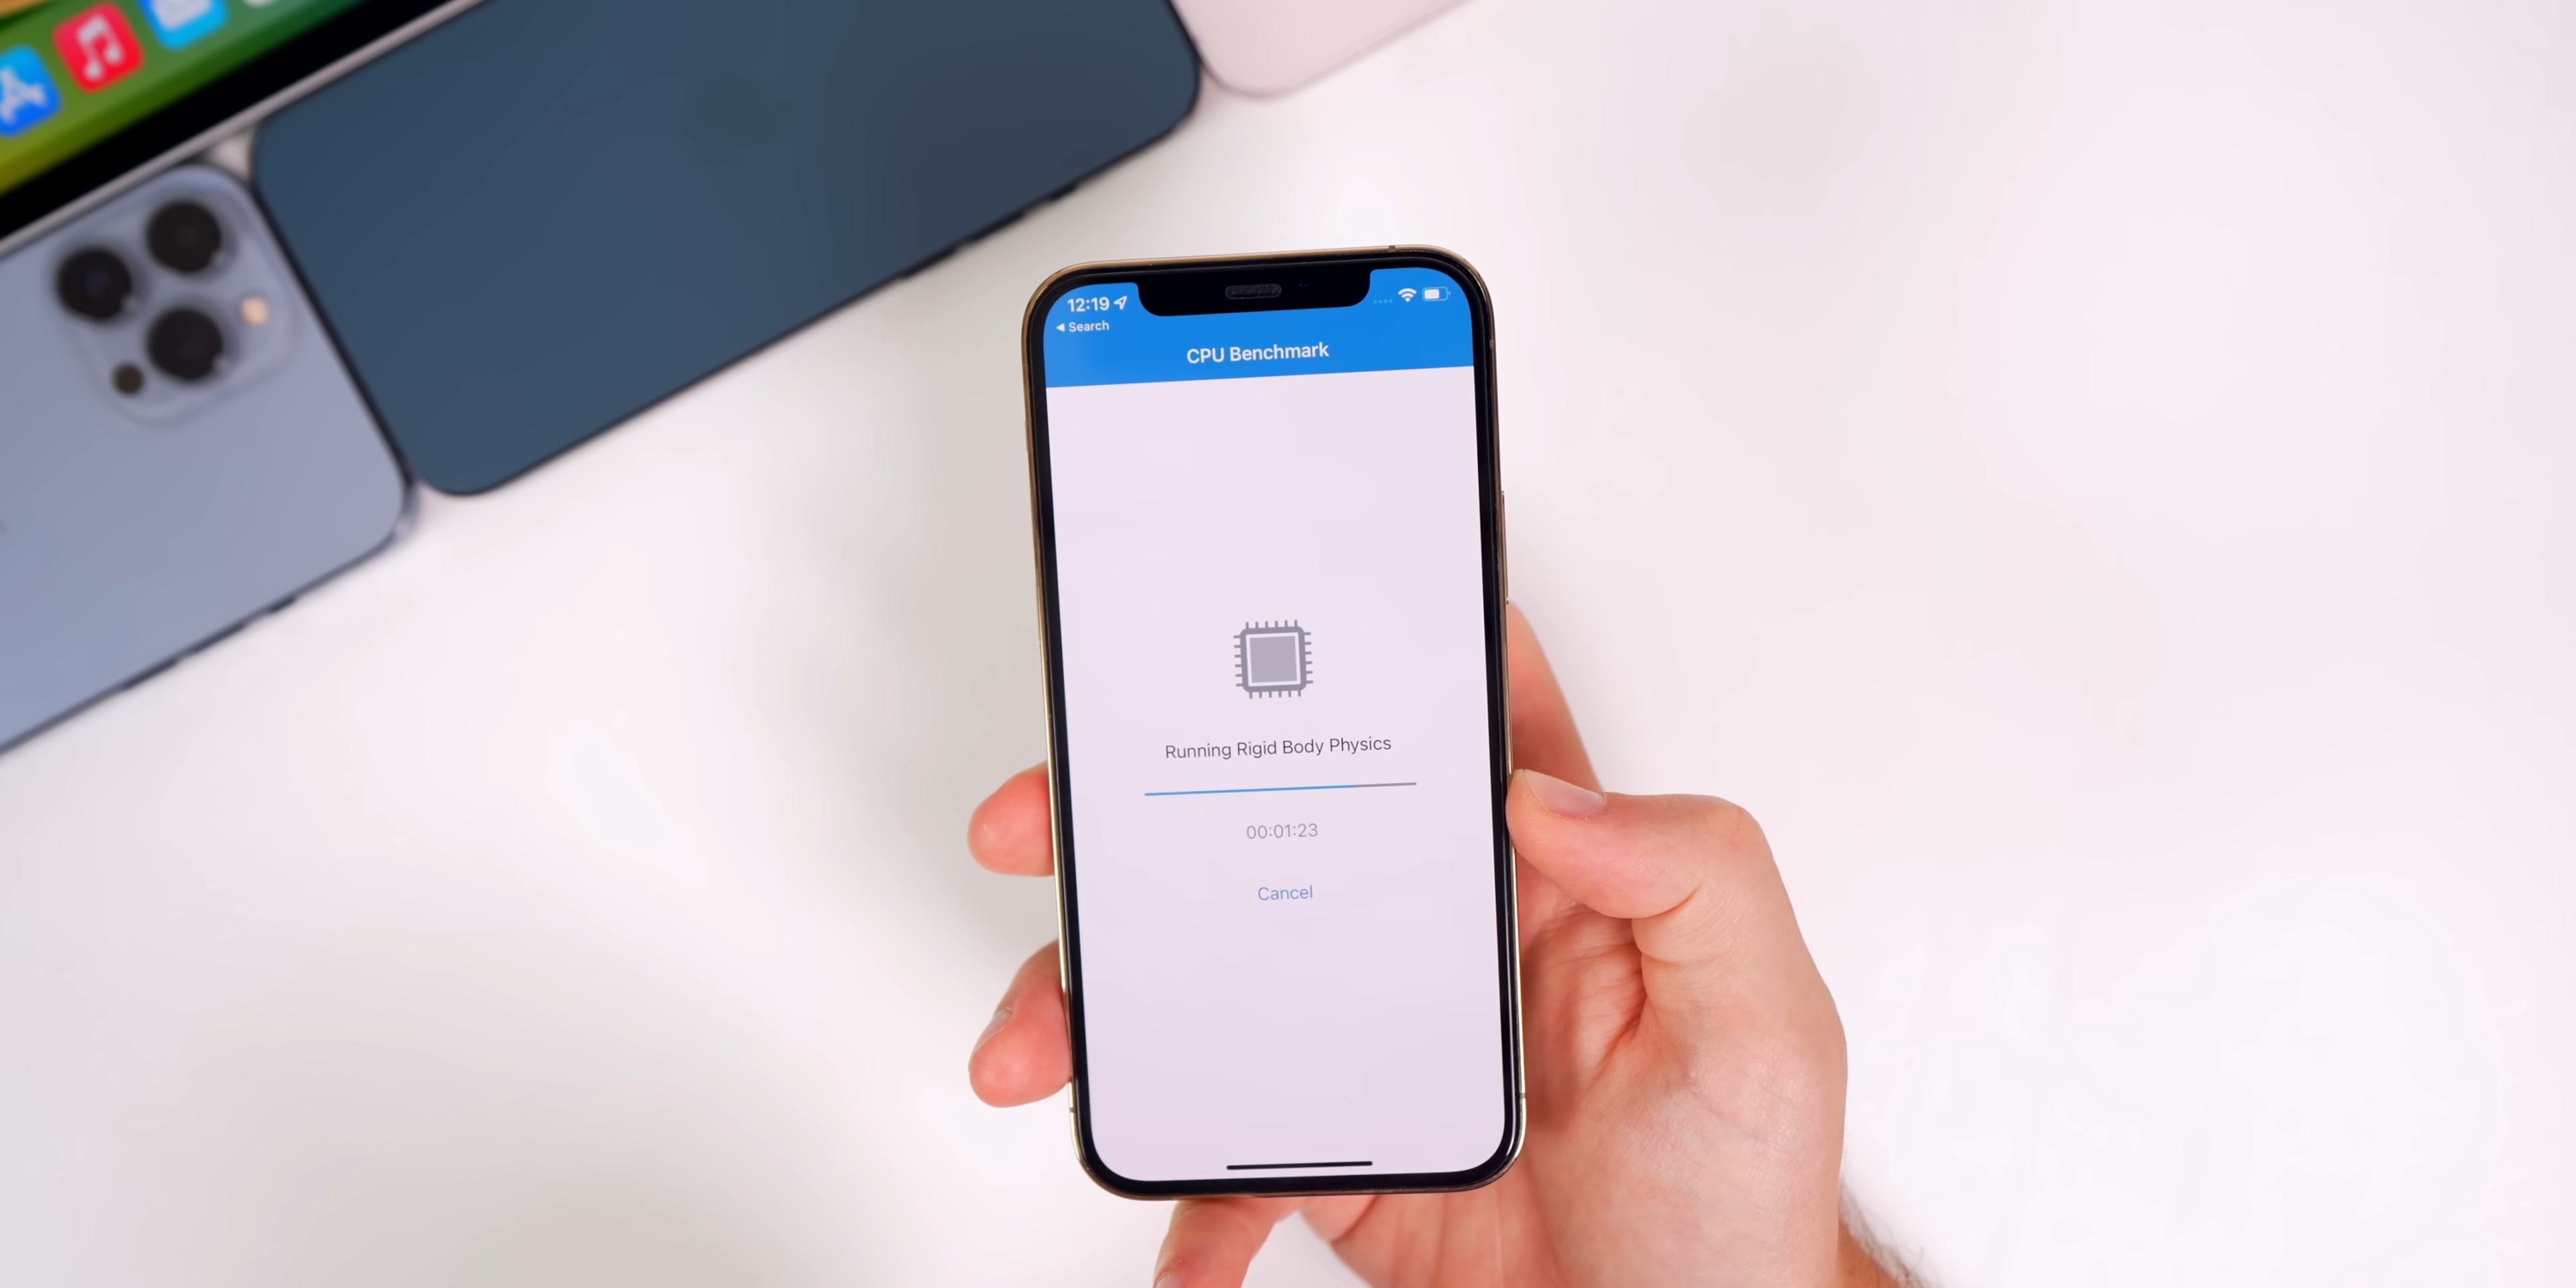 12:19
Search
CPU Benchmark
Running Rigid Body Physics
00:01:23
Cancel